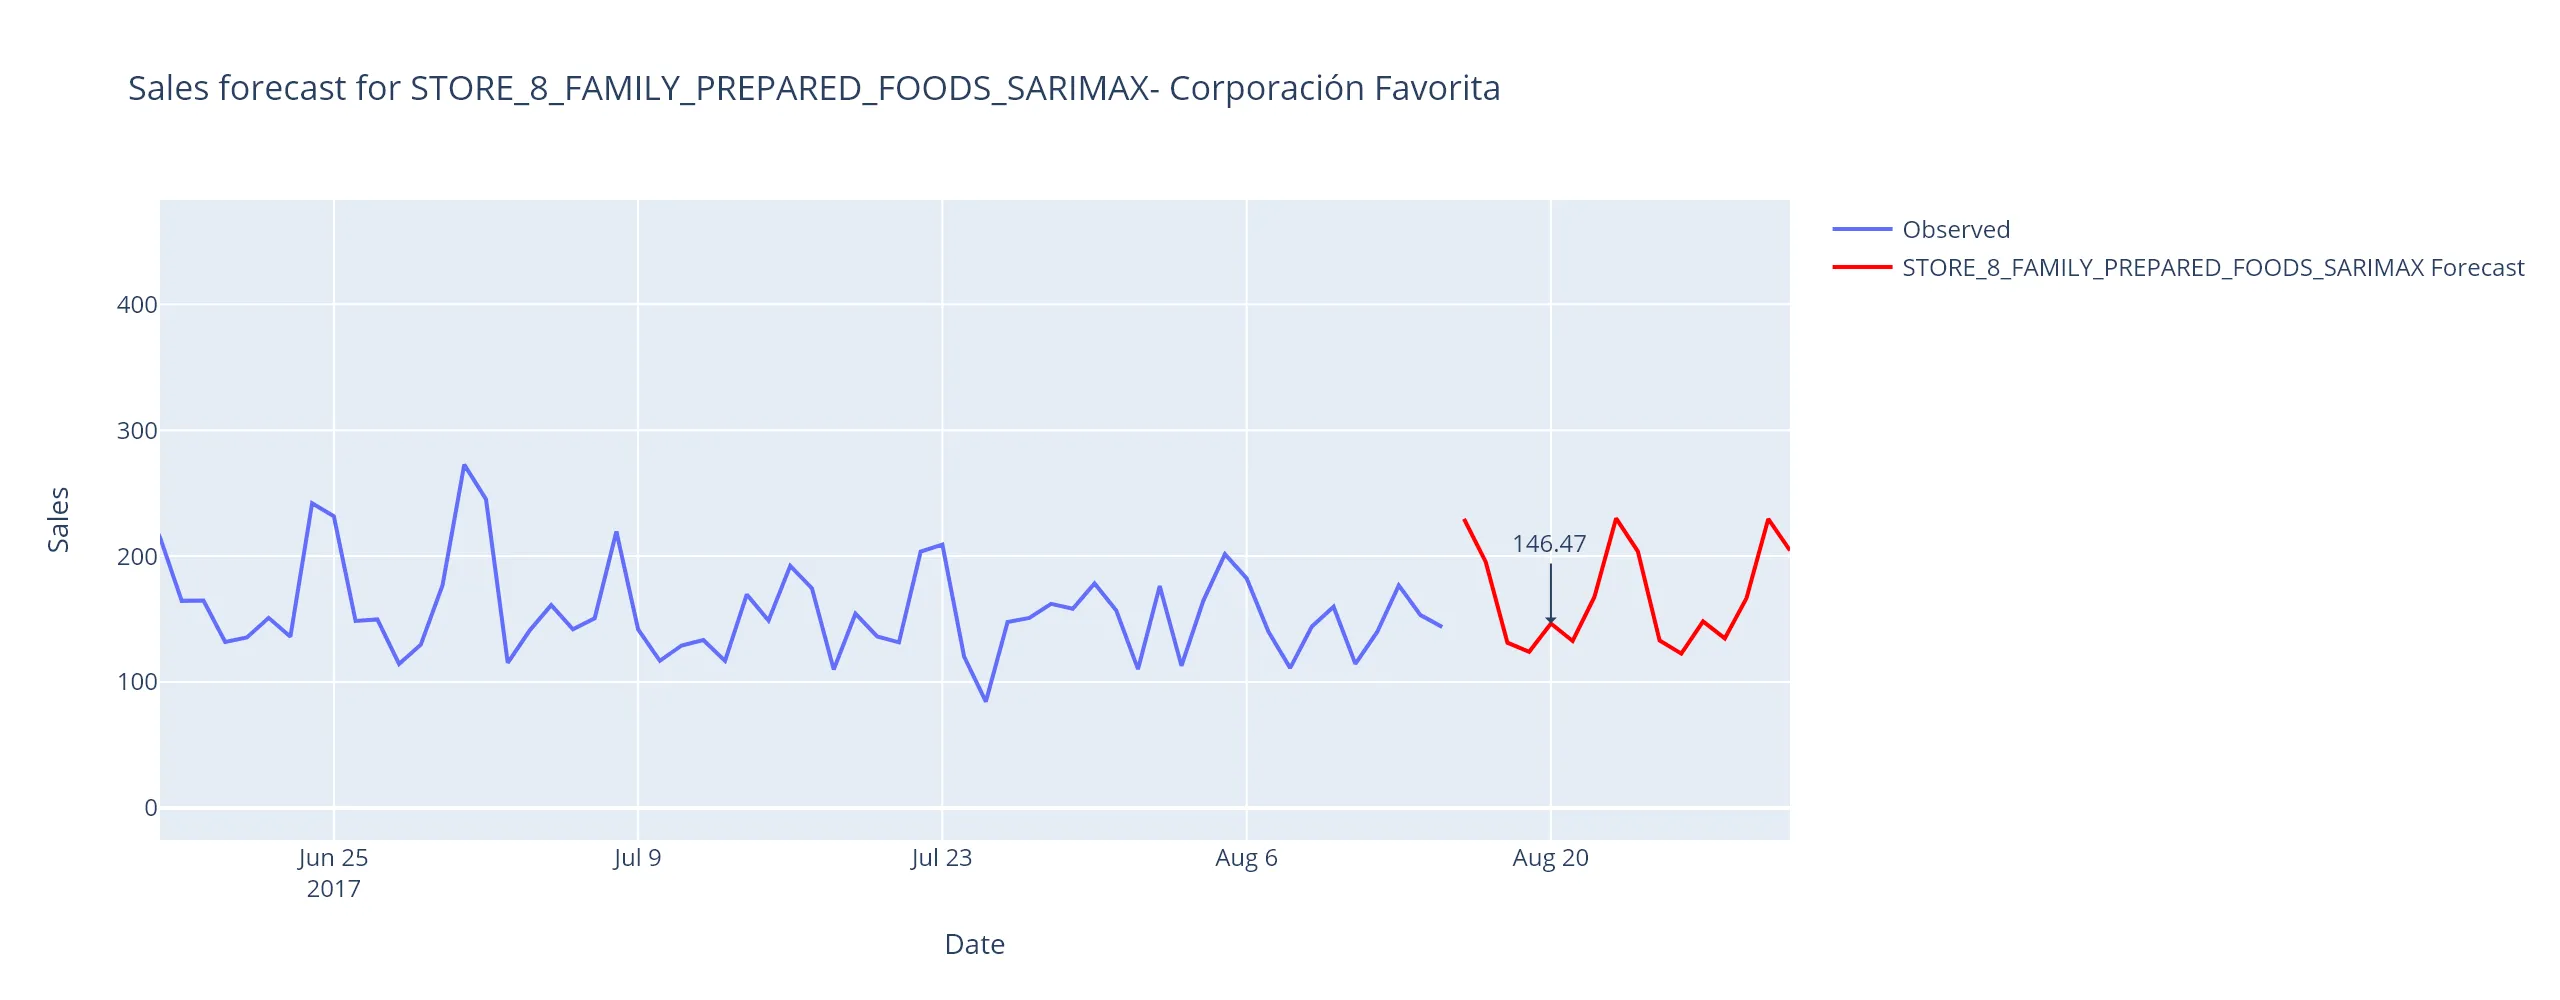 Sales forecast for STORE_8_FAMILY_PREPARED_FOODS_SARIMAX- Corporación Favorita
Observed
STORE_8_FAMILY_PREPARED_FOODS_SARIMAX Forecast
400
300
200
100
0
Sales
146.47
Jun 25
2017
Jul 9
Jul 23
Aug 6
Aug 20
Date